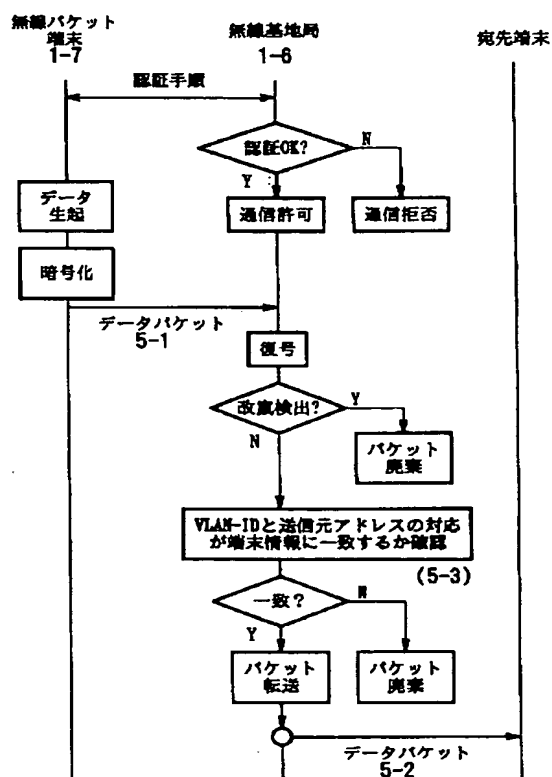 無線パケット
端末
1-7
無線基地局
1-6
宛先端末
認証手順
認証OK?
N
Y
データ
生起
通信許可
通信拒否
暗号化
データパケット
5-1
復号
改竄検出?
Y
N
パケット
廃棄
VLAN-IDと送信元アドレスの対応
が端末情報に一致するか確認
(5-3)
一致?
N
Y
パケット
転送
パケット
廃棄
データパケット
5-2